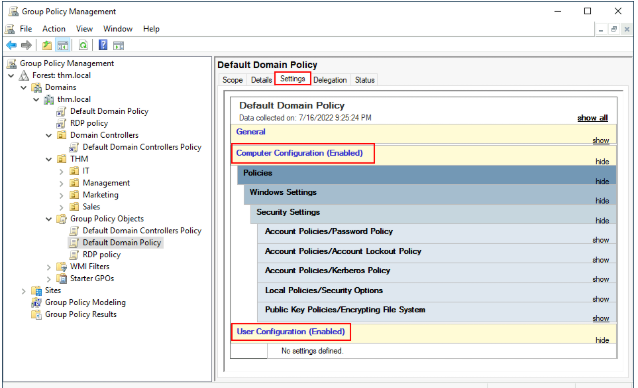 Group Policy Management
File Action View Window Help
Group Policy Management
Forest: thm.local
Domains
thm.local
Default Domain Policy
RDP policy
Domain Controllers
Default Domain Controllers Policy
THM
IT
Management
Marketing
Sales
Group Policy Objects
Default Domain Controllers Policy
Default Domain Policy
RDP policy
WMI Filters
Starter GPOs
Sites
Group Policy Modeling
Group Policy Results
Default Domain Policy
Scope Details Settings Delegation Status
Default Domain Policy
Data collected on: 7/16/2022 9:25:24 PM show all
General show
Computer Configuration (Enabled) hide
Policies hide
Windows Settings hide
Security Settings hide
Account Policies/Password Policy show
Account Policies/Account Lockout Policy show
Account Policies/Kerberos Policy show
Local Policies/Security Options show
Public Key Policies/Encrypting File System show
User Configuration (Enabled) hide
No settings defined.